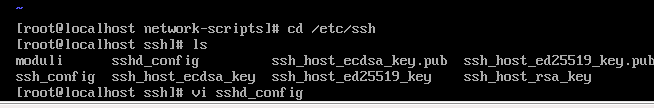 ~
[root@localhost network-scripts]# cd /etc/ssh
[root@localhost ssh]# ls
moduli      sshd_config         ssh_host_ecdsa_key.pub  ssh_host_ed25519_key.pub
ssh_config  ssh_host_ecdsa_key  ssh_host_ed25519_key    ssh_host_rsa_key
[root@localhost ssh]# vi sshd_config